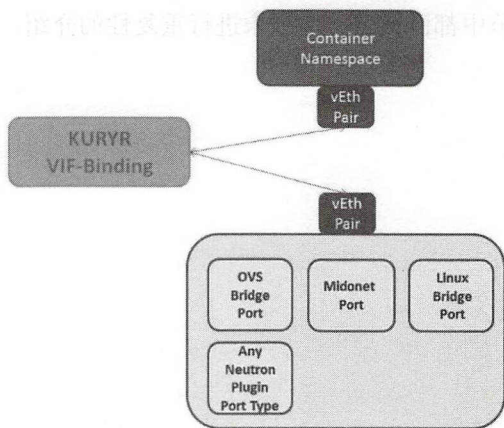 Container
Namespace
vEth
Pair
KURYR
VIF-Binding
vEth
Pair
OVS
Bridge
Port
Midonet
Port
Linux
Bridge
Port
Any
Neutron
Plugin
Port Type